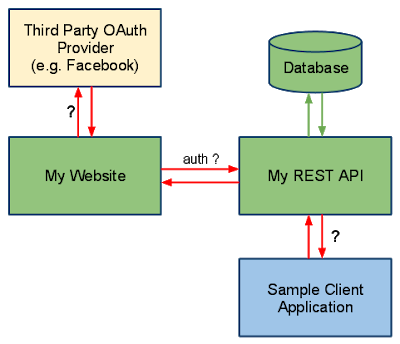 Third Party OAuth
Provider
(e.g. Facebook)
Database
?
My Website
auth ?
My REST API
?
Sample Client
Application